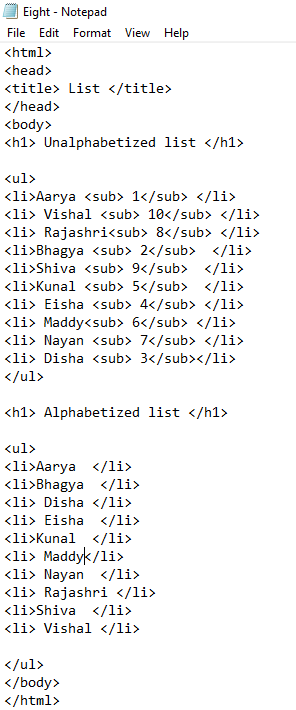 Eight - Notepad
File Edit Format View Help
<html>
<head>
<title> List </title>
</head>
<body>
<h1> Unalphabetized list </h1>

<ul>
<li>Aarya <sub> 1</sub> </li>
<li> Vishal <sub> 10</sub> </li>
<li> Rajashri<sub> 8</sub> </li>
<li>Bhagya <sub> 2</sub>  </li>
<li>Shiva <sub> 9</sub>  </li>
<li>Kunal <sub> 5</sub>  </li>
<li> Eisha <sub> 4</sub> </li>
<li> Maddy<sub> 6</sub> </li>
<li> Nayan <sub> 7</sub> </li>
<li> Disha <sub> 3</sub></li>
</ul>

<h1> Alphabetized list </h1>

<ul>
<li>Aarya  </li>
<li>Bhagya  </li>
<li> Disha </li>
<li> Eisha  </li>
<li>Kunal  </li>
<li> Maddy</li>
<li> Nayan  </li>
<li> Rajashri </li>
<li>Shiva  </li>
<li> Vishal </li>

</ul>
</body>
</html>